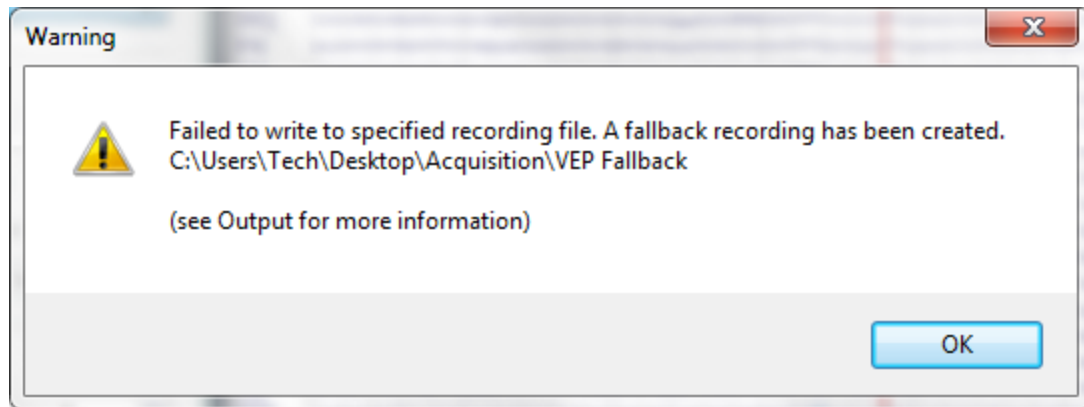 Warning
Failed to write to specified recording file. A fallback recording has been created.
C:\Users\Tech\Desktop\Acquisition\VEP Fallback
(see Output for more information)
OK